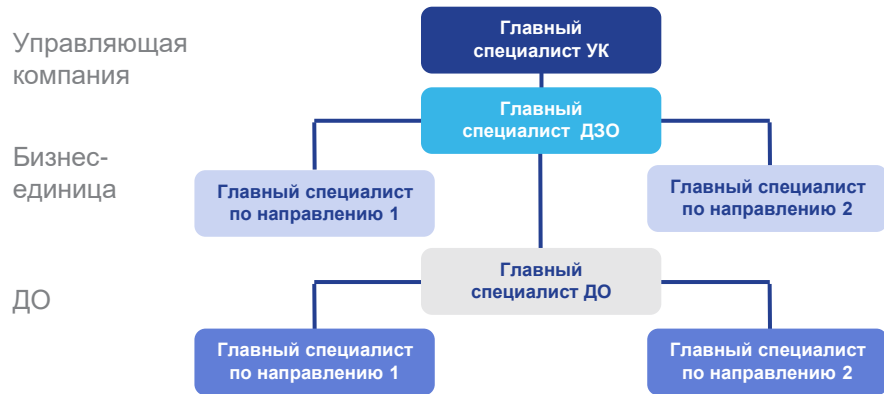 Управляющая
компания
Главный
специалист УК
Главный
специалист ДЗО
Бизнес-
единица
Главный специалист
по направлению 1
Главный специалист
по направлению 2
ДО
Главный
специалист ДО
Главный специалист
по направлению 1
Главный специалист
по направлению 2